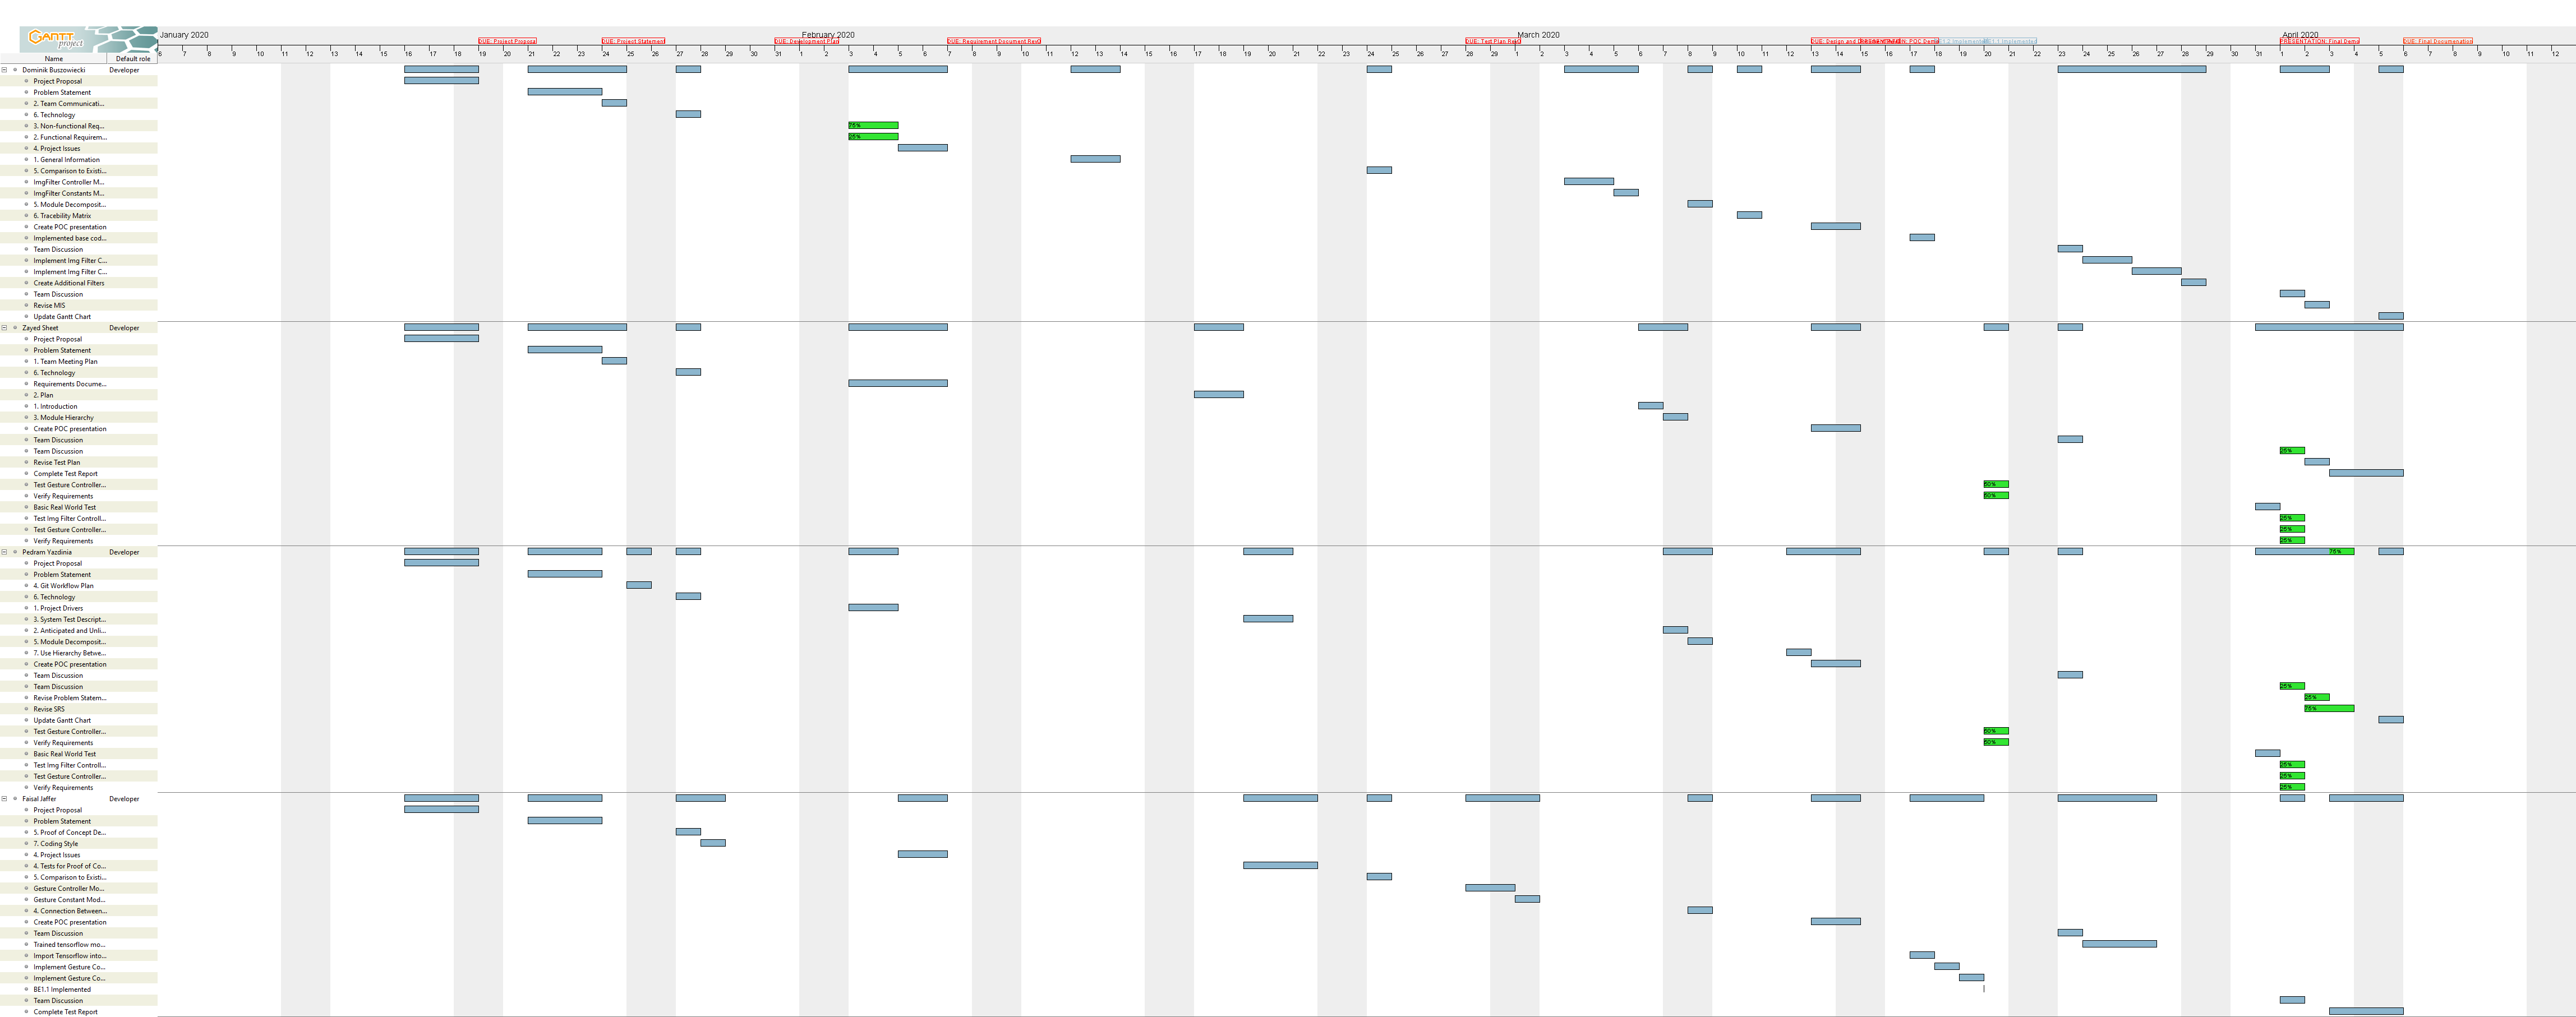 GANTT
project
January 2020
February 2020
March 2020
April 2020
DUE: Project Proposal
DUE: Project Statement
DUE: Development Plan
DUE: Requirement Document Rev0
DUE: Test Plan Rev0
DUE: Design and
POC Demo
BE1.1 Implemented
PRESENTATION: Final Demo
DUE: Final Documenation
6 7 8 9 10 11 12 13 14 15 16 17 18 19 20 21 22 23 24 25 26 27 28 29 30 31 1 2 3 4 5 6 7 8 9 10 11 12 13 14 15 16 17 18 19 20 21 22 23 24 25 26 27 28 29 1 2 3 4 5 6 7 8 9 10 11 12 13 14 15 16 17 18 19 20 21 22 23 24 25 26 27 28 29 30 31 1 2 3 4 5 6 7 8 9 10 11 12
Name Default role
Dominik Buszowiecki Developer
Project Proposal
Problem Statement
2. Team Communicati...
6. Technology
3. Non-functional Req... 75%
2. Functional Requirem... 25%
4. Project Issues
1. General Information
5. Comparison to Existi...
ImgFilter Controller M...
ImgFilter Constants M...
5. Module Decomposit...
6. Tracebility Matrix
Create POC presentation
Implemented base cod...
Team Discussion
Implement Img Filter C...
Implement Img Filter C...
Create Additional Filters
Team Discussion
Revise MIS
Update Gantt Chart
Zayed Sheet Developer
Project Proposal
Problem Statement
1. Team Meeting Plan
6. Technology
Requirements Docume...
2. Plan
1. Introduction
3. Module Hierarchy
Create POC presentation
Team Discussion
Team Discussion 25%
Revise Test Plan
Complete Test Report
Test Gesture Controller... 50%
Verify Requirements 50%
Basic Real World Test
Test Img Filter Controll... 25%
Test Gesture Controller... 25%
Verify Requirements 25%
Pedram Yazdinia Developer 75%
Project Proposal
Problem Statement
4. Git Workflow Plan
6. Technology
1. Project Drivers
3. System Test Descript...
2. Anticipated and Unli...
5. Module Decomposit...
7. Use Hierarchy Betwe...
Create POC presentation
Team Discussion
Team Discussion 25%
Revise Problem Statem... 25%
Revise SRS 75%
Update Gantt Chart
Test Gesture Controller... 50%
Verify Requirements 50%
Basic Real World Test
Test Img Filter Controll... 25%
Test Gesture Controller... 25%
Verify Requirements 25%
Faisal Jaffer Developer
Project Proposal
Problem Statement
5. Proof of Concept De...
7. Coding Style
4. Project Issues
4. Tests for Proof of Co...
5. Comparison to Existi...
Gesture Controller Mo...
Gesture Constant Mod...
4. Connection Between...
Create POC presentation
Team Discussion
Trained tensorflow mo...
Import Tensorflow into...
Implement Gesture Co...
Implement Gesture Co...
BE1.1 Implemented
Team Discussion
Complete Test Report